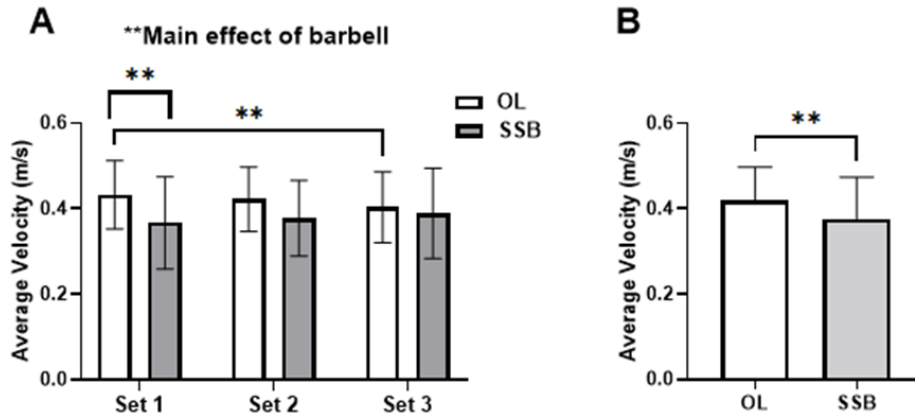 A
**Main effect of barbell
**
**
OL
SSB
Average Velocity (m/s)
0.6
0.4
0.2
0.0
Set 1
Set 2
Set 3
B
**
Average Velocity (m/s)
0.6
0.4
0.2
0.0
OL
SSB